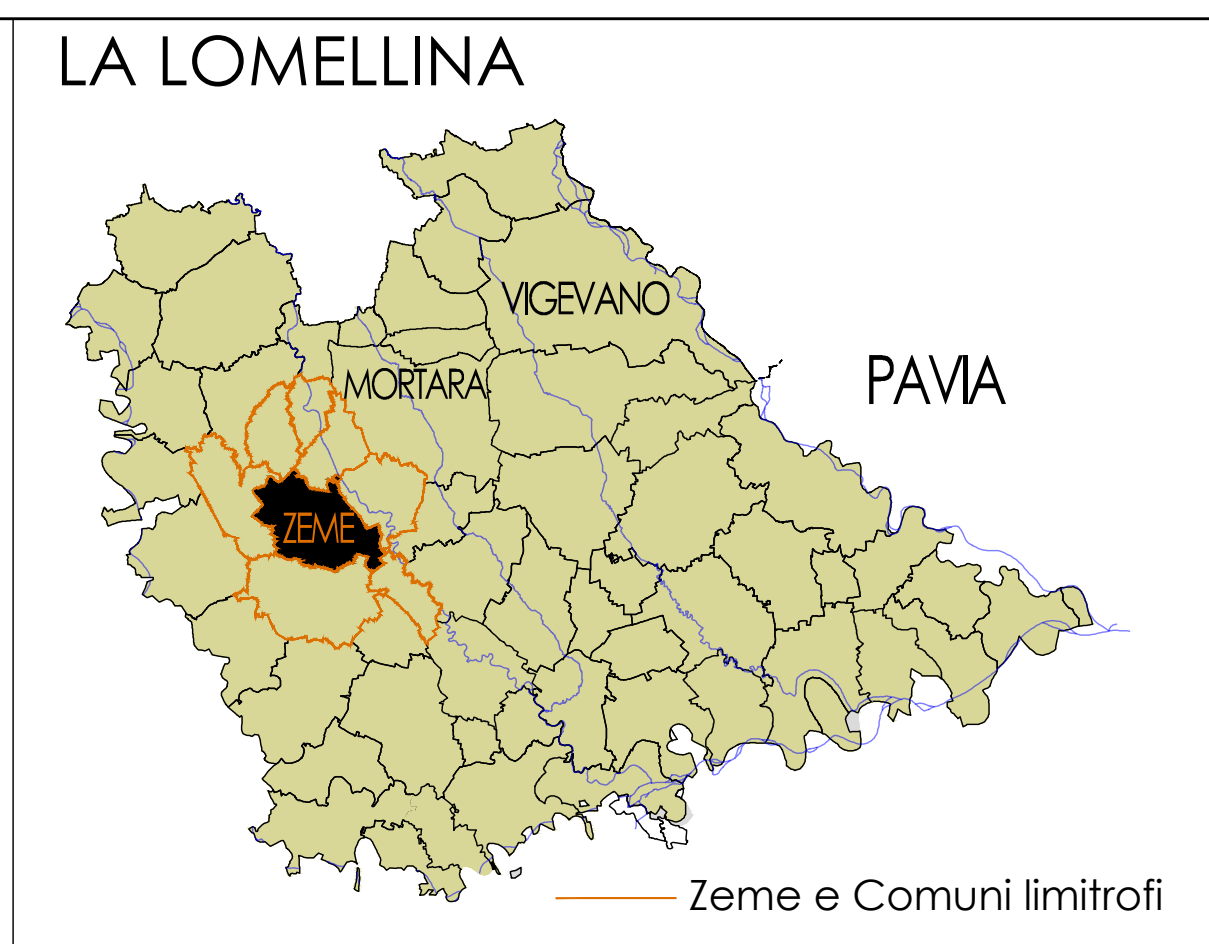 LA LOMELLINA
VIGEVANO
MORTARA
PAVIA
ZEME
Zeme e Comuni limitrofi